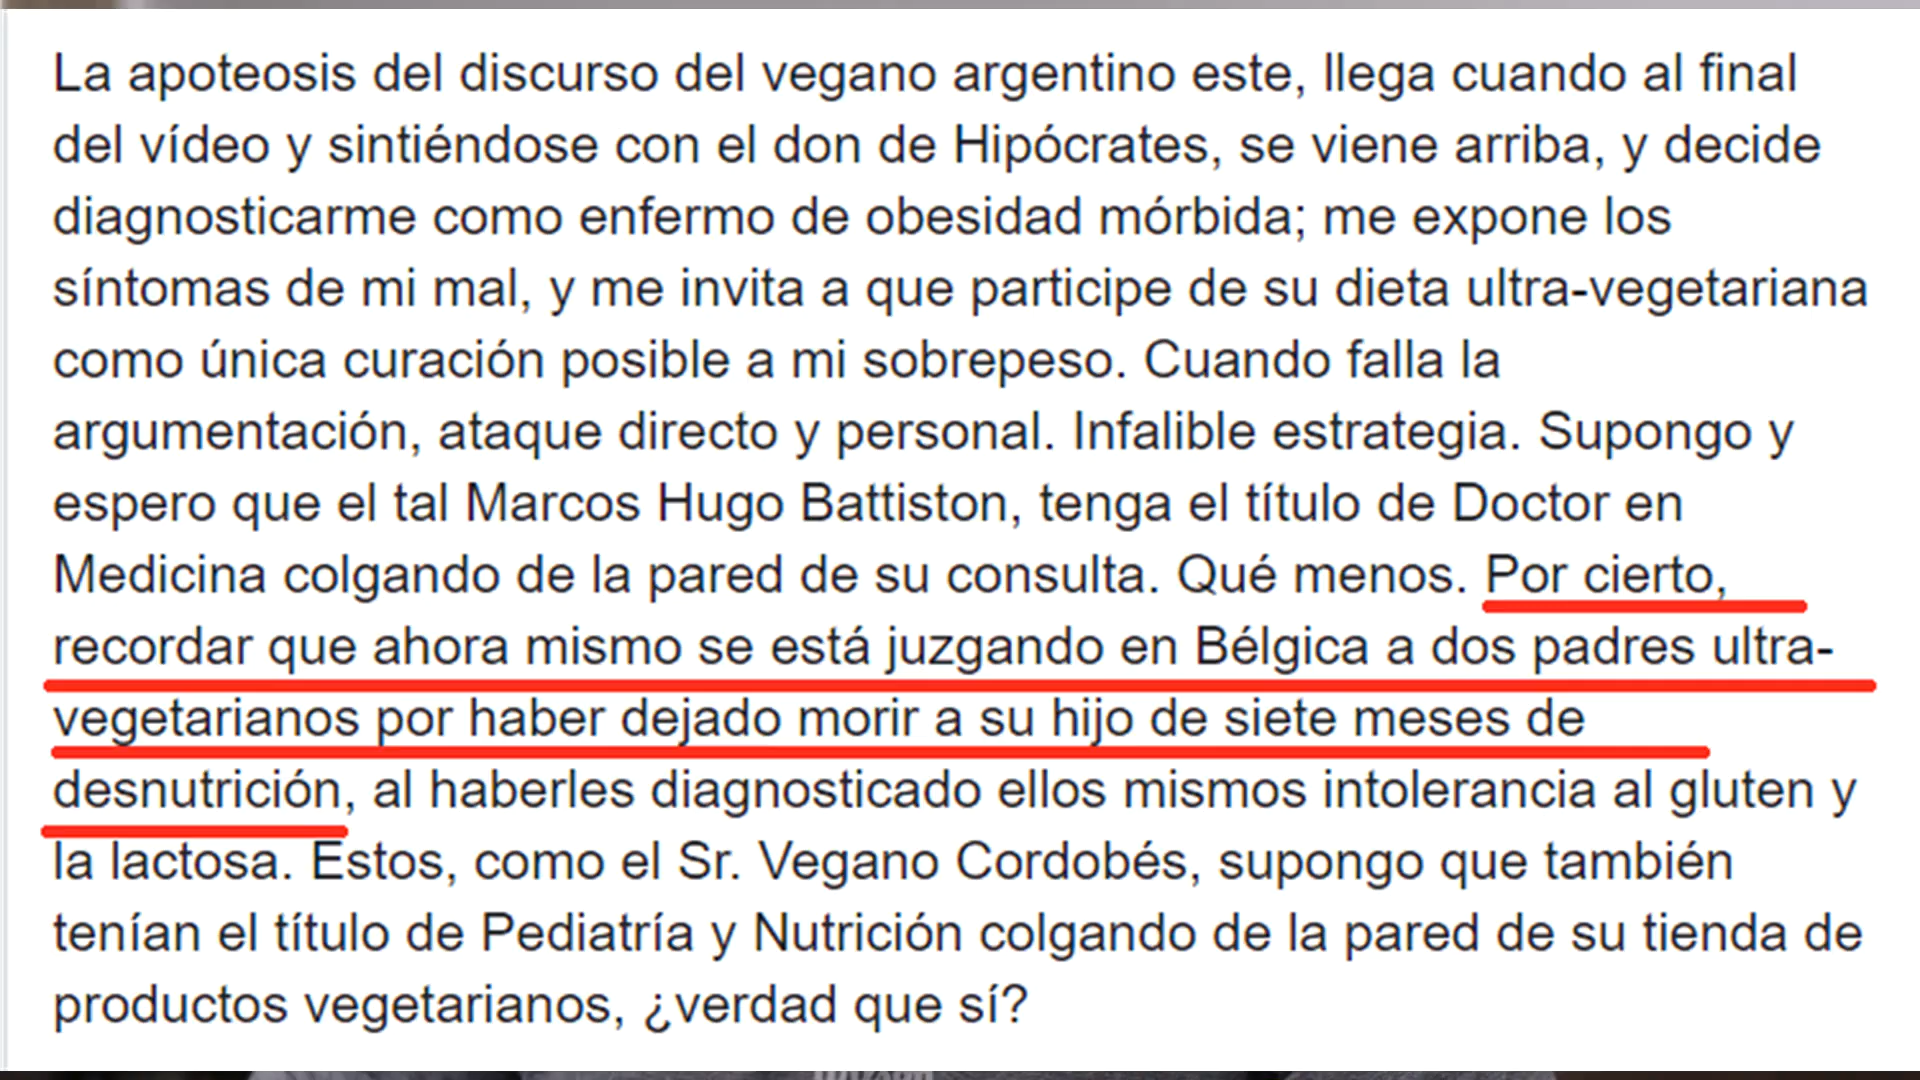 La apoteosis del discurso del vegano argentino este, llega cuando al final
del vídeo y sintiéndose con el don de Hipócrates, se viene arriba, y decide
diagnosticarme como enfermo de obesidad mórbida; me expone los
síntomas de mi mal, y me invita a que participe de su dieta ultra-vegetariana
como única curación posible a mi sobrepeso. Cuando falla la
argumentación, ataque directo y personal. Infalible estrategia. Supongo y
espero que el tal Marcos Hugo Battiston, tenga el título de Doctor en
Medicina colgando de la pared de su consulta. Qué menos. Por cierto,
recordar que ahora mismo se está juzgando en Bélgica a dos padres ultra-
vegetarianos por haber dejado morir a su hijo de siete meses de
desnutrición, al haberles diagnosticado ellos mismos intolerancia al gluten y
la lactosa. Estos, como el Sr. Vegano Cordobés, supongo que también
tenían el título de Pediatría y Nutrición colgando de la pared de su tienda de
productos vegetarianos, ¿verdad que sí?